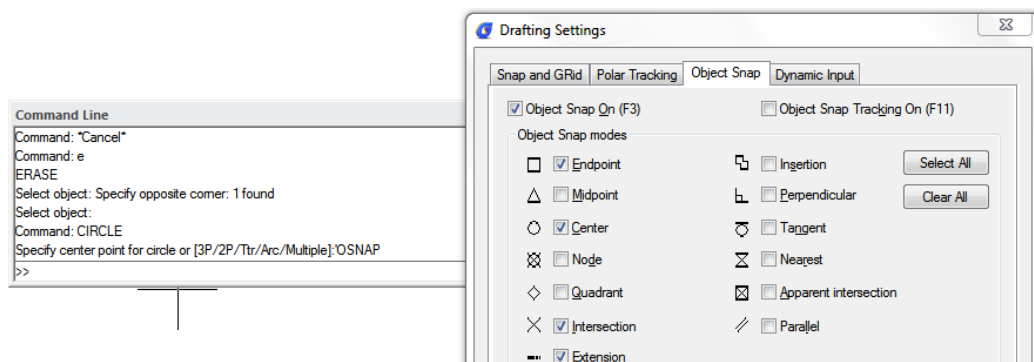 Drafting Settings
Snap and GRid Polar Tracking Object Snap Dynamic Input
Object Snap On (F3) Object Snap Tracking On (F11)
Object Snap modes
Endpoint Insertion Select All
Midpoint Perpendicular Clear All
Center Tangent
Node Nearest
Quadrant Apparent intersection
Intersection Parallel
Extension
Command Line
Command: *Cancel*
Command: e
ERASE
Select object: Specify opposite corner: 1 found
Select object:
Command: CIRCLE
Specify center point for circle or [3P/2P/Ttr/Arc/Multiple]:'OSNAP
>>